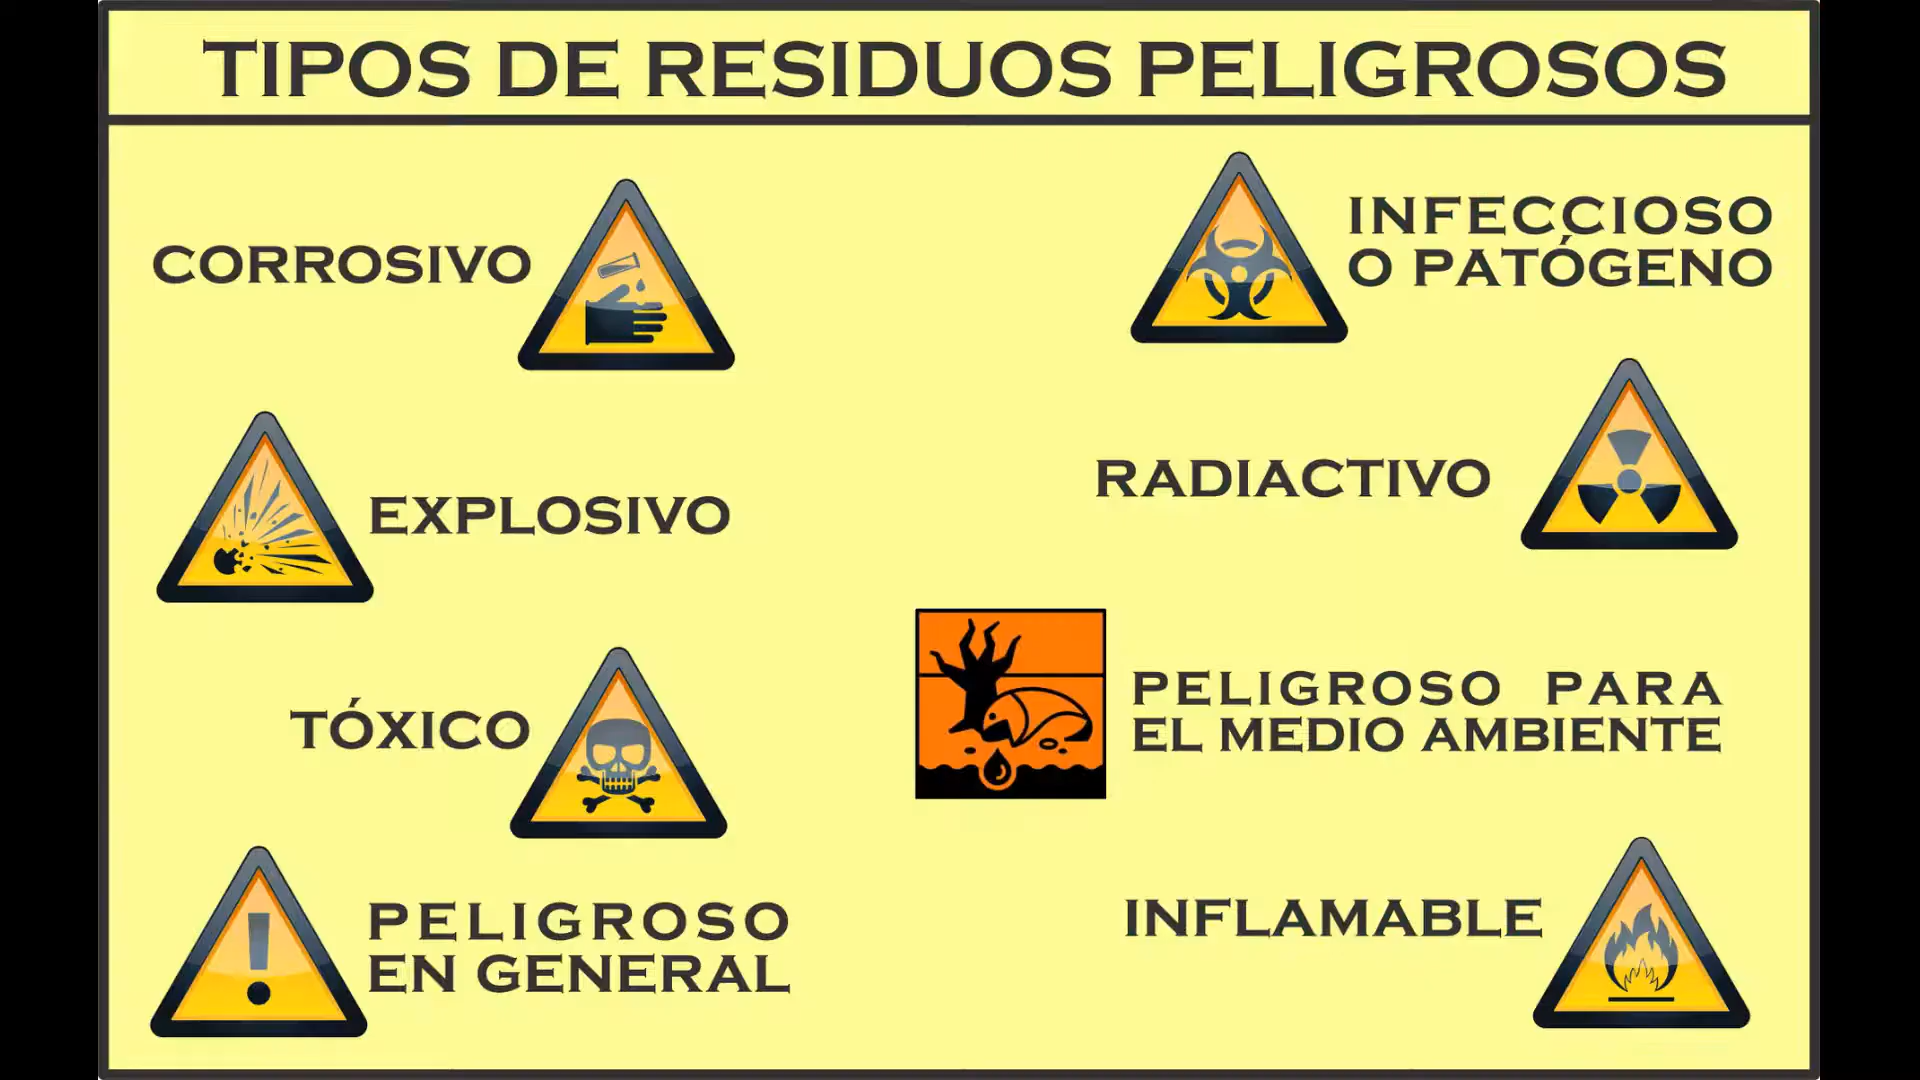 TIPOS DE RESIDUOS PELIGROSOS
CORROSIVO
INFECCIOSO
O PATÓGENO
EXPLOSIVO
RADIACTIVO
TÓXICO
PELIGROSO PARA
EL MEDIO AMBIENTE
PELIGROSO
EN GENERAL
INFLAMABLE